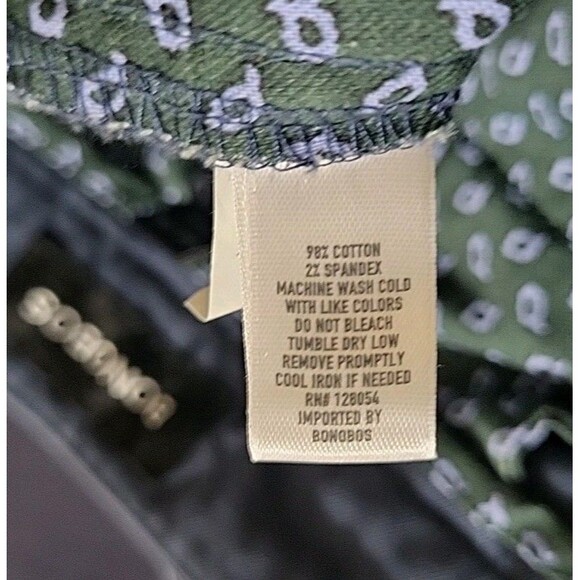 98% COTTON
2% SPANDEX
MACHINE WASH COLD
WITH LIKE COLORS
DO NOT BLEACH
TUMBLE DRY LOW
REMOVE PROMPTLY
COOL IRON IF NEEDED
RN# 128054
IMPORTED BY
BONOBOS